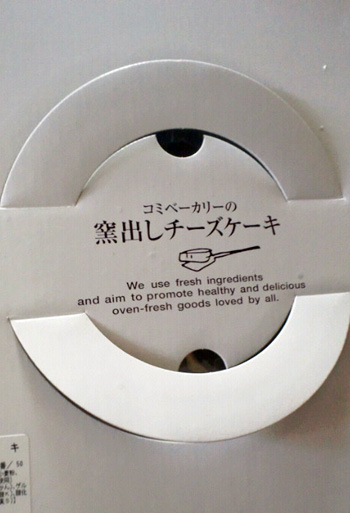 コミベーカリーの
窯出しチーズケーキ
We use fresh ingredients
and aim to promote healthy and delicious
oven-fresh goods loved by all.
キ